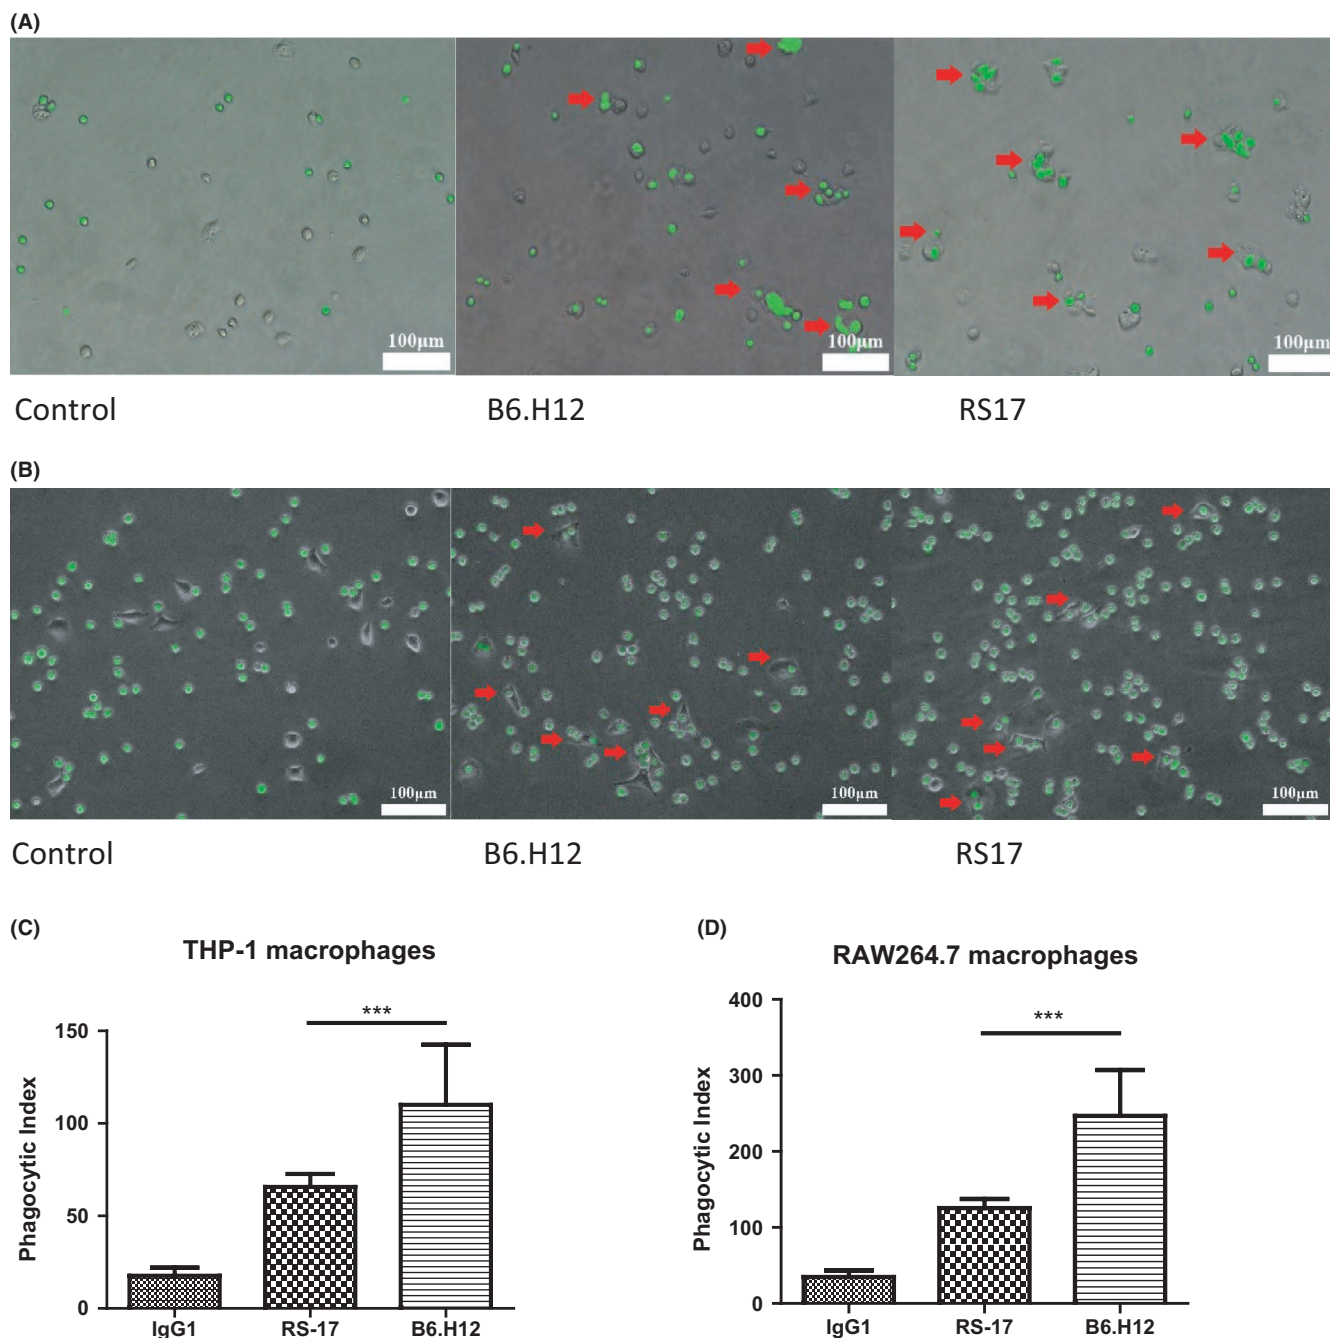 (A)
100µm 100µm 100µm
Control B6.H12 RS17
(B)
100µm 100µm 100µm
Control B6.H12 RS17
(C)
THP-1 macrophages
***
150
100
50
0
Phagocytic Index
IgG1 RS-17 B6.H12
(D)
RAW264.7 macrophages
***
400
300
200
100
0
Phagocytic Index
IgG1 RS-17 B6.H12